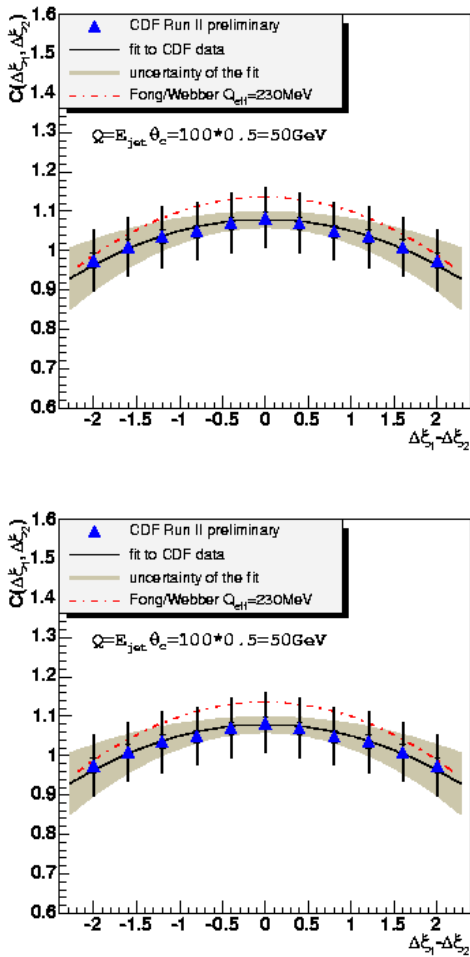 C(Δξ₁, Δξ₂)
1.6
1.5
1.4
1.3
1.2
1.1
1
0.9
0.8
0.7
0.6
CDF Run II preliminary
fit to CDF data
uncertainty of the fit
Fong/Webber Q_eff=230MeV
Q=E_jetθ_c=100*0.5=50GeV
-2 -1.5 -1 -0.5 0 0.5 1 1.5 2
Δξ₁-Δξ₂
C(Δξ₁, Δξ₂)
1.6
1.5
1.4
1.3
1.2
1.1
1
0.9
0.8
0.7
0.6
CDF Run II preliminary
fit to CDF data
uncertainty of the fit
Fong/Webber Q_eff=230MeV
Q=E_jetθ_c=100*0.5=50GeV
-2 -1.5 -1 -0.5 0 0.5 1 1.5 2
Δξ₁-Δξ₂